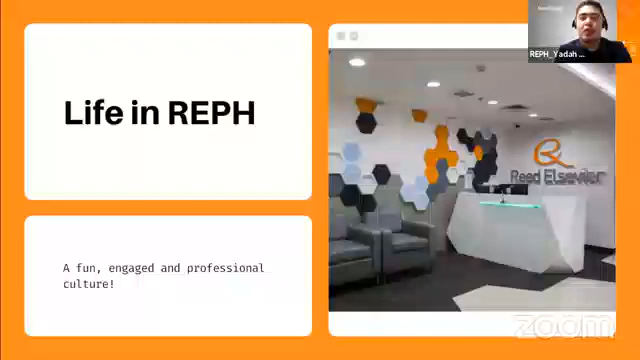 Life in REPH
A fun, engaged and professional
culture!
Reed Elsevier
REPH_Yadah ...
zoom